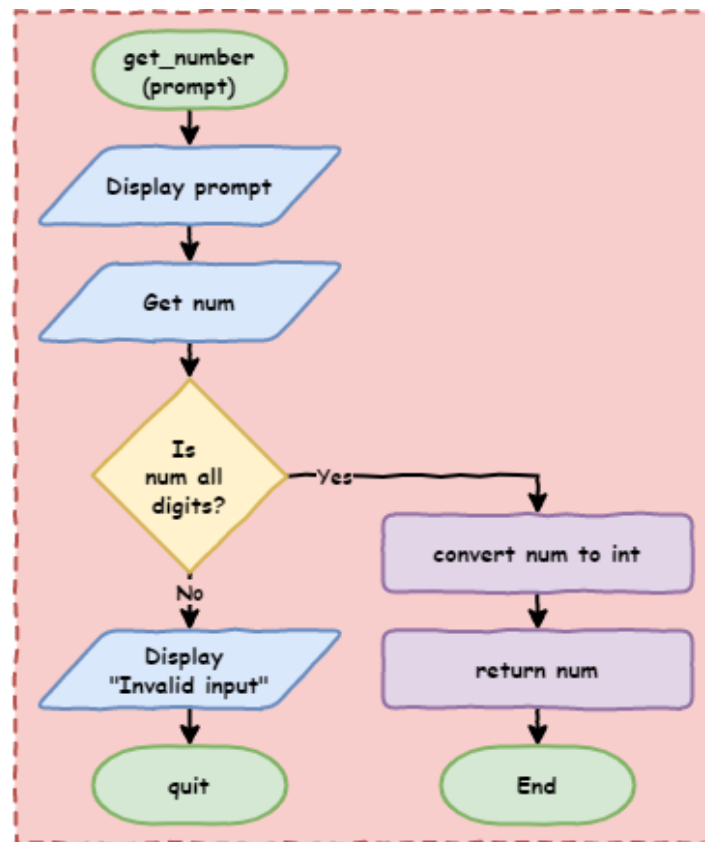 get_number
(prompt)
Display prompt
Get num
Is
num all
digits?
Yes
convert num to int
No
Display
"Invalid input"
return num
quit
End